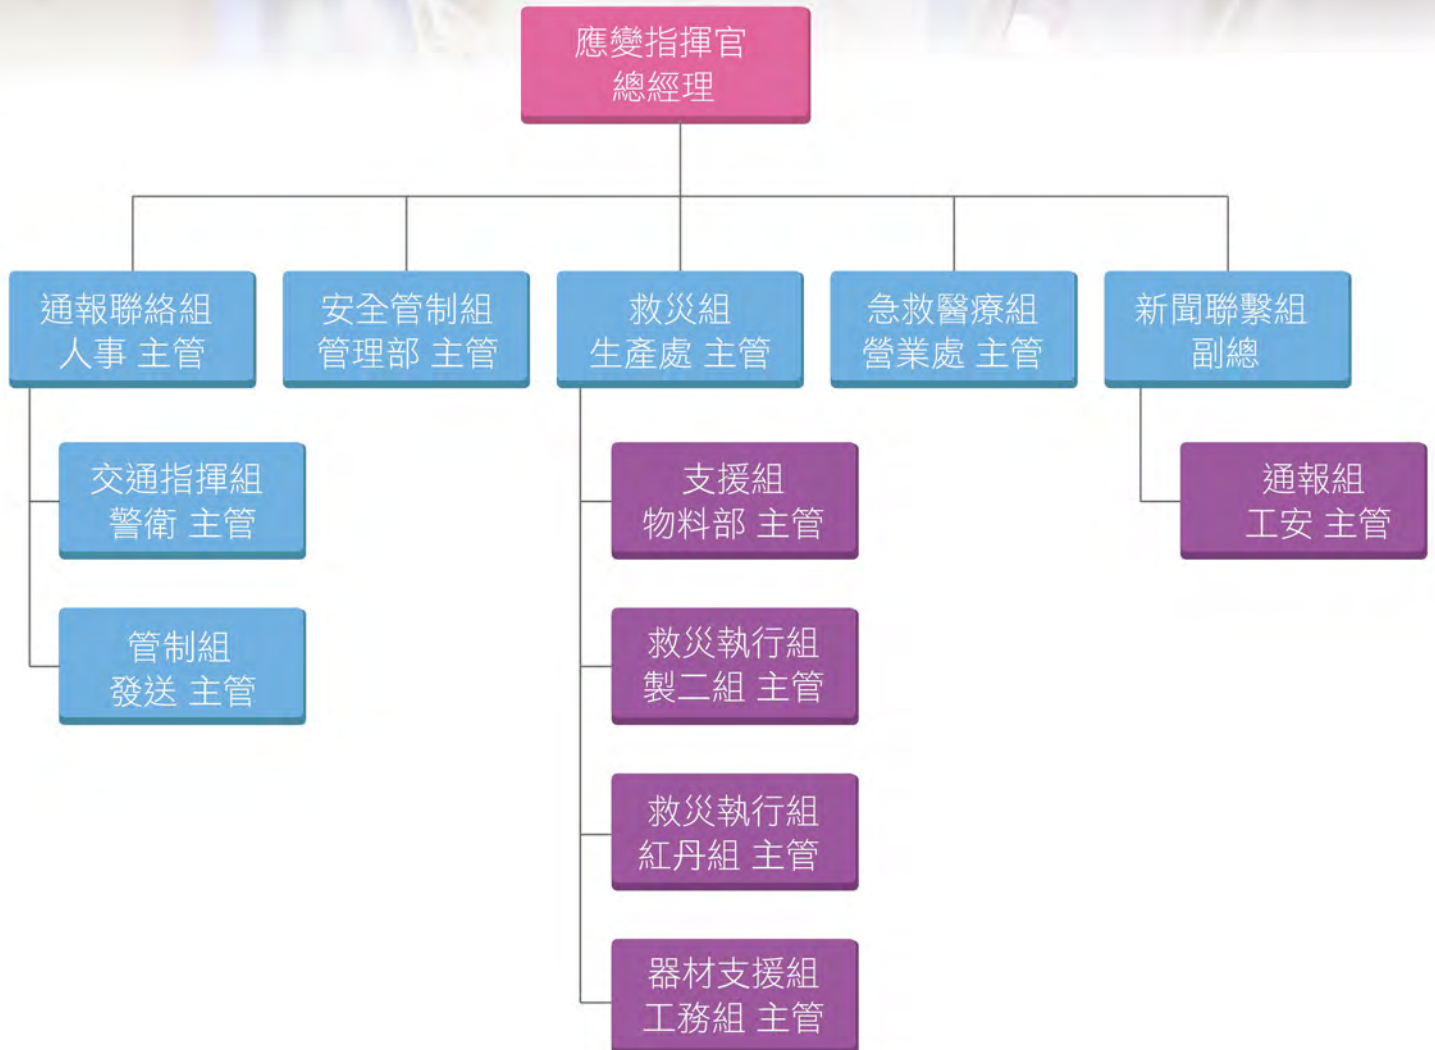 應變指揮官
總經理
通報聯絡組
人事 主管
安全管制組
管理部 主管
救災組
生產處 主管
急救醫療組
營業處 主管
新聞聯繫組
副總
交通指揮組
警衛 主管
管制組
發送 主管
支援組
物料部 主管
救災執行組
製二組 主管
救災執行組
紅丹組 主管
器材支援組
工務組 主管
通報組
工安 主管